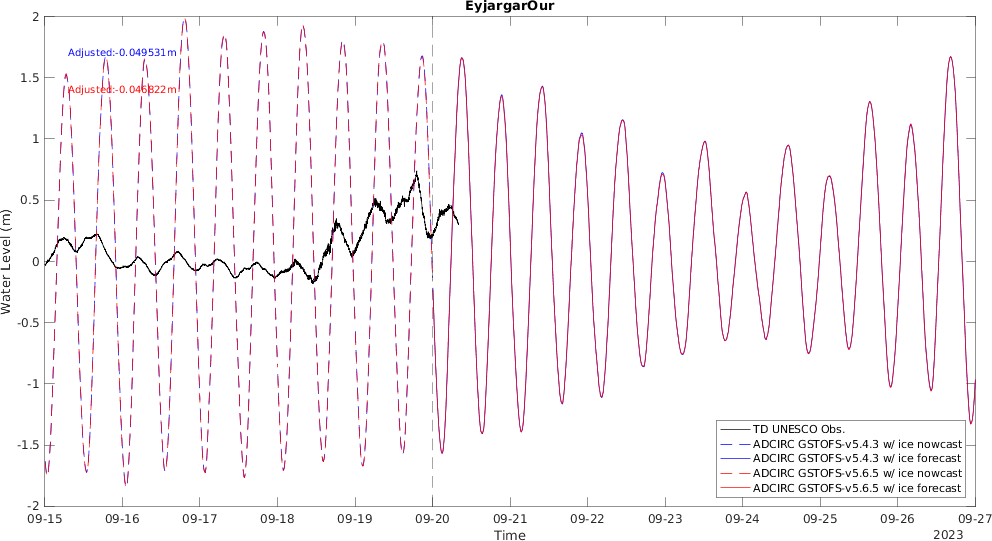 EyjargarOur
Adjusted:-0.049531m
Adjusted:-0.046822m
Water Level (m)
2
1.5
1
0.5
0
-0.5
-1
-1.5
-2
TD UNESCO Obs.
ADCIRC GSTOFS-v5.4.3 w/ ice nowcast
ADCIRC GSTOFS-v5.4.3 w/ ice forecast
ADCIRC GSTOFS-v5.6.5 w/ ice nowcast
ADCIRC GSTOFS-v5.6.5 w/ ice forecast
09-15 09-16 09-17 09-18 09-19 09-20 09-21 09-22 09-23 09-24 09-25 09-26 09-27
Time
2023